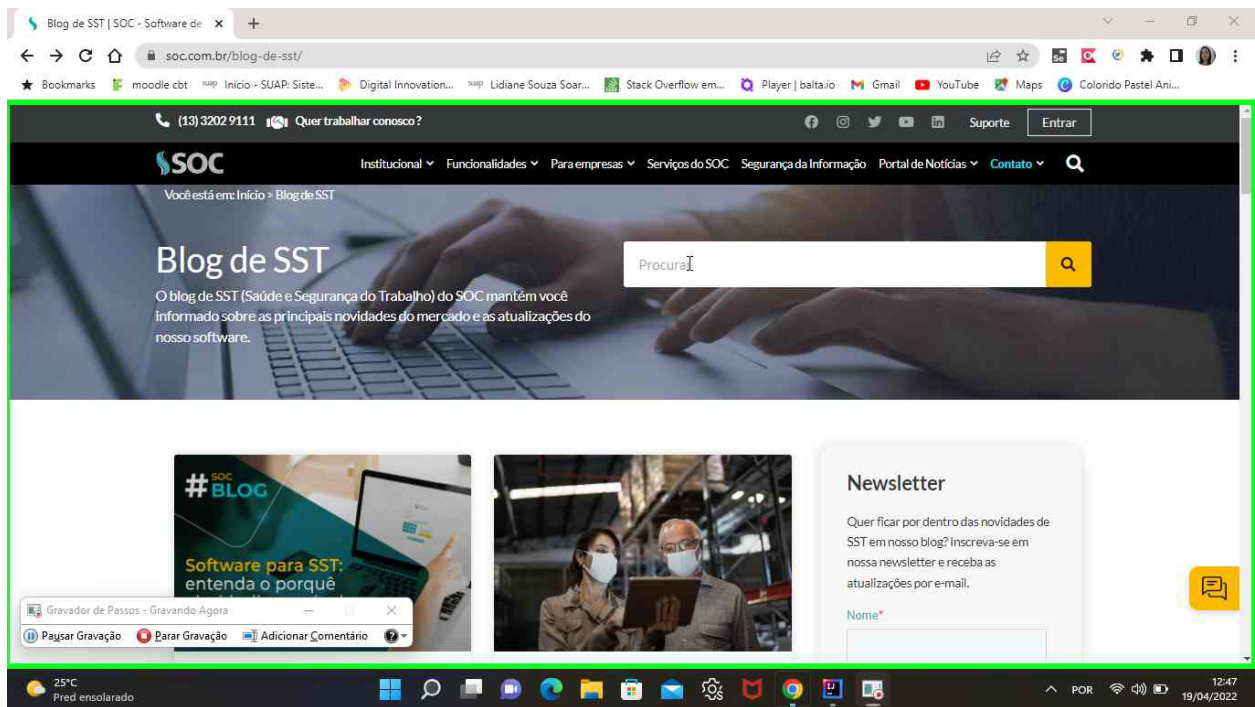 Blog de SST | SOC - Software de
soc.com.br/blog-de-sst/
Bookmarks moodle cbt suap Início - SUAP: Siste... Digital Innovation... suap Lidiane Souza Soar... Stack Overflow em... Player | balta.io Gmail YouTube Maps Colorido Pastel Ani...
(13) 3202 9111 Quer trabalhar conosco? Suporte Entrar
SOC Institucional Funcionalidades Para empresas Serviços do SOC Segurança da Informação Portal de Notícias Contato
Você está em: Início > Blog de SST
Blog de SST
Procurar
O blog de SST (Saúde e Segurança do Trabalho) do SOC mantém você
informado sobre as principais novidades do mercado e as atualizações do
nosso software.
#SOC
BLOG
Software para SST:
entenda o porquê
Newsletter
Quer ficar por dentro das novidades de
SST em nosso blog? Inscreva-se em
nossa newsletter e receba as
atualizações por e-mail.
Nome*
Gravador de Passos - Gravando Agora
Pausar Gravação Parar Gravação Adicionar Comentário
25°C
Pred ensolarado
POR
12:47
19/04/2022